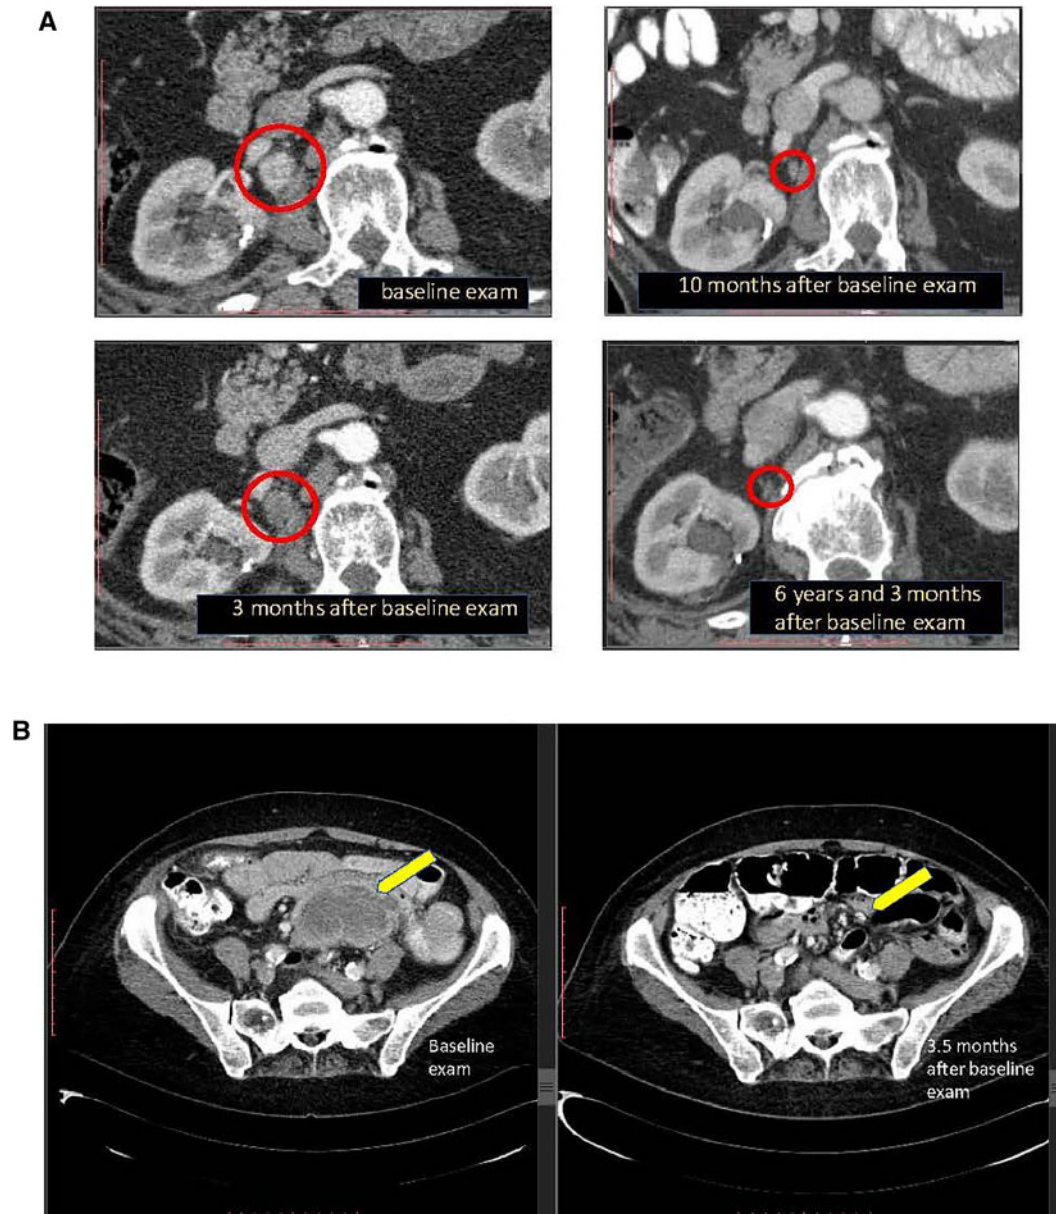 A
baseline exam
10 months after baseline exam
3 months after baseline exam
6 years and 3 months
after baseline exam
B
Baseline
exam
3.5 months
after baseline
exam